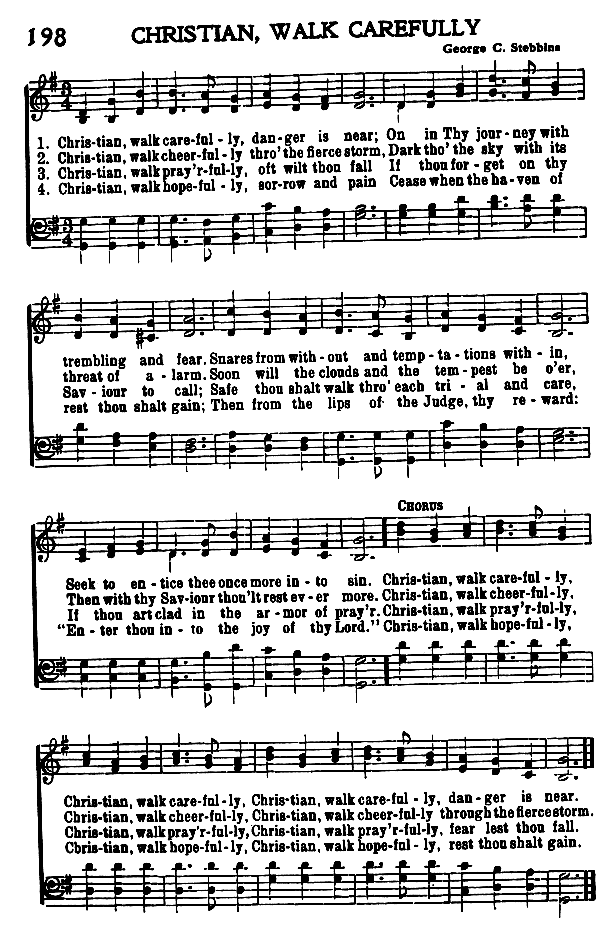 198
CHRISTIAN, WALK CAREFULLY
George C. Stebbins
1. Chris-tian, walk care-ful - ly, dan-ger is near; On in Thy jour-ney with
2. Chris-tian, walk cheer-ful-ly thro' the fierce storm, Dark tho' the sky with its
3. Chris-tian, walk pray'r-ful-ly, oft wilt thou fall If thou for-get on thy
4. Chris-tian, walk hope-ful - ly, sor-row and pain Cease when the ha-ven of
trembling and fear. Snares from with-out and temp-ta-tions with-in,
threat of a-larm. Soon will the clouds and the tem-pest be o'er,
Sav-iour to call; Safe thou shalt walk thro' each tri-al and care,
rest thou shalt gain; Then from the lips of the Judge, thy re-ward:
CHORUS
Seek to en-tice thee once more in-to sin. Chris-tian, walk care-ful-ly,
Then with thy Sav-iour thou'lt rest ev-er more. Chris-tian, walk cheer-ful-ly,
If thou art clad in the ar-mor of pray'r. Chris-tian, walk pray'r-ful-ly,
"En-ter thou in-to the joy of thy Lord." Chris-tian, walk hope-ful-ly,
Chris-tian, walk care-ful-ly, Chris-tian, walk care-ful-ly, dan-ger is near.
Chris-tian, walk cheer-ful-ly, Chris-tian, walk cheer-ful-ly through the fierce storm.
Chris-tian, walk pray'r-ful-ly, Chris-tian, walk pray'r-ful-ly, fear lest thou fall.
Chris-tian, walk hope-ful-ly, Chris-tian, walk hope-ful-ly, rest thou shalt gain.